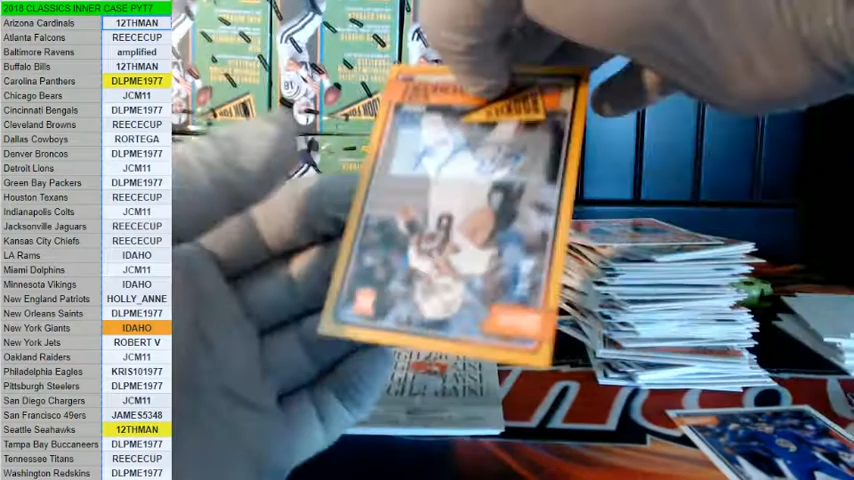 2018 CLASSICS INNER CASE PYT7
Arizona Cardinals 12THMAN
Atlanta Falcons REECECUP
Baltimore Ravens amplified
Buffalo Bills 12THMAN
Carolina Panthers DLPME1977
Chicago Bears JCM11
Cincinnati Bengals DLPME1977
Cleveland Browns REECECUP
Dallas Cowboys RORTEGA
Denver Broncos DLPME1977
Detroit Lions JCM11
Green Bay Packers DLPME1977
Houston Texans REECECUP
Indianapolis Colts JCM11
Jacksonville Jaguars REECECUP
Kansas City Chiefs REECECUP
LA Rams IDAHO
Miami Dolphins JCM11
Minnesota Vikings IDAHO
New England Patriots HOLLY_ANNE
New Orleans Saints DLPME1977
New York Giants IDAHO
New York Jets ROBERT V
Oakland Raiders JCM11
Philadelphia Eagles KRIS101977
Pittsburgh Steelers DLPME1977
San Diego Chargers JCM11
San Francisco 49ers JAMES5348
Seattle Seahawks 12THMAN
Tampa Bay Buccaneers DLPME1977
Tennessee Titans REECECUP
Washington Redskins DLPME1977